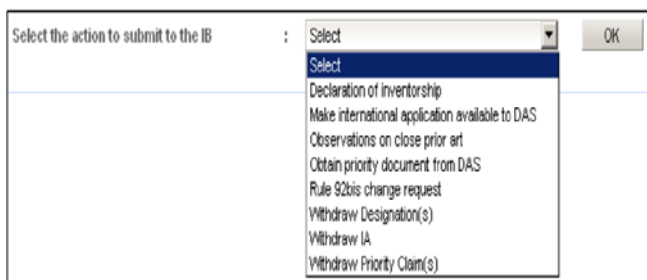 Select the action to submit to the IB : Select OK
Select
Declaration of inventorship
Make international application available to DAS
Observations on close prior art
Obtain priority document from DAS
Rule 92bis change request
Withdraw Designation(s)
Withdraw IA
Withdraw Priority Claim(s)